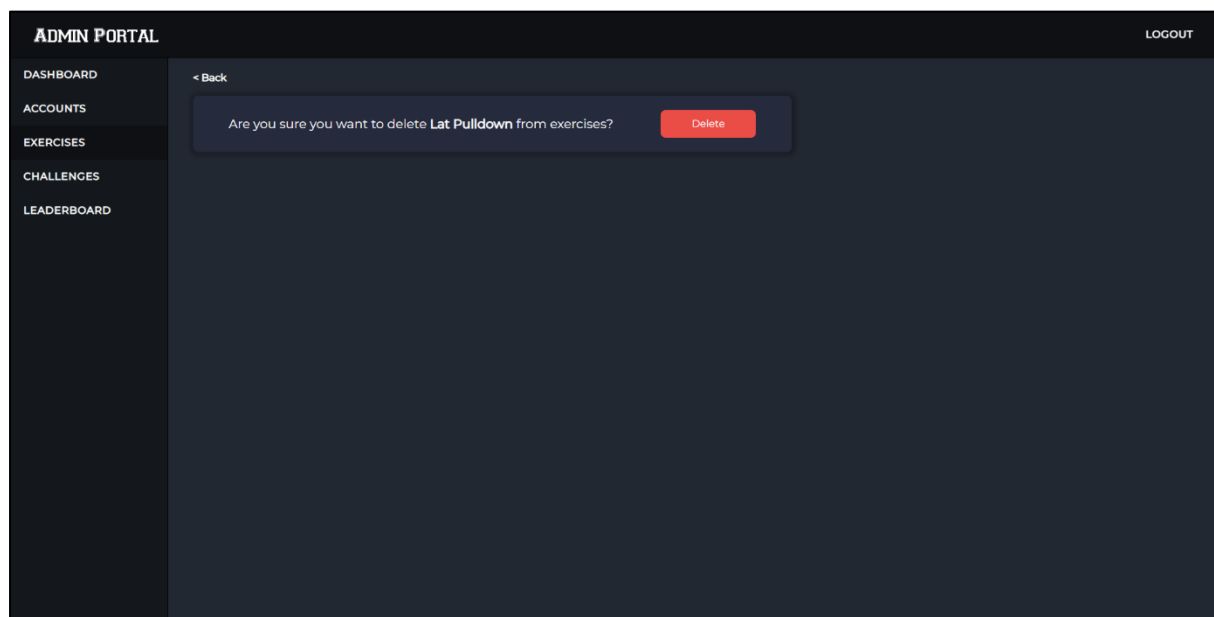 ADMIN PORTAL
LOGOUT
DASHBOARD
ACCOUNTS
EXERCISES
CHALLENGES
LEADERBOARD
< Back
Are you sure you want to delete Lat Pulldown from exercises?
Delete